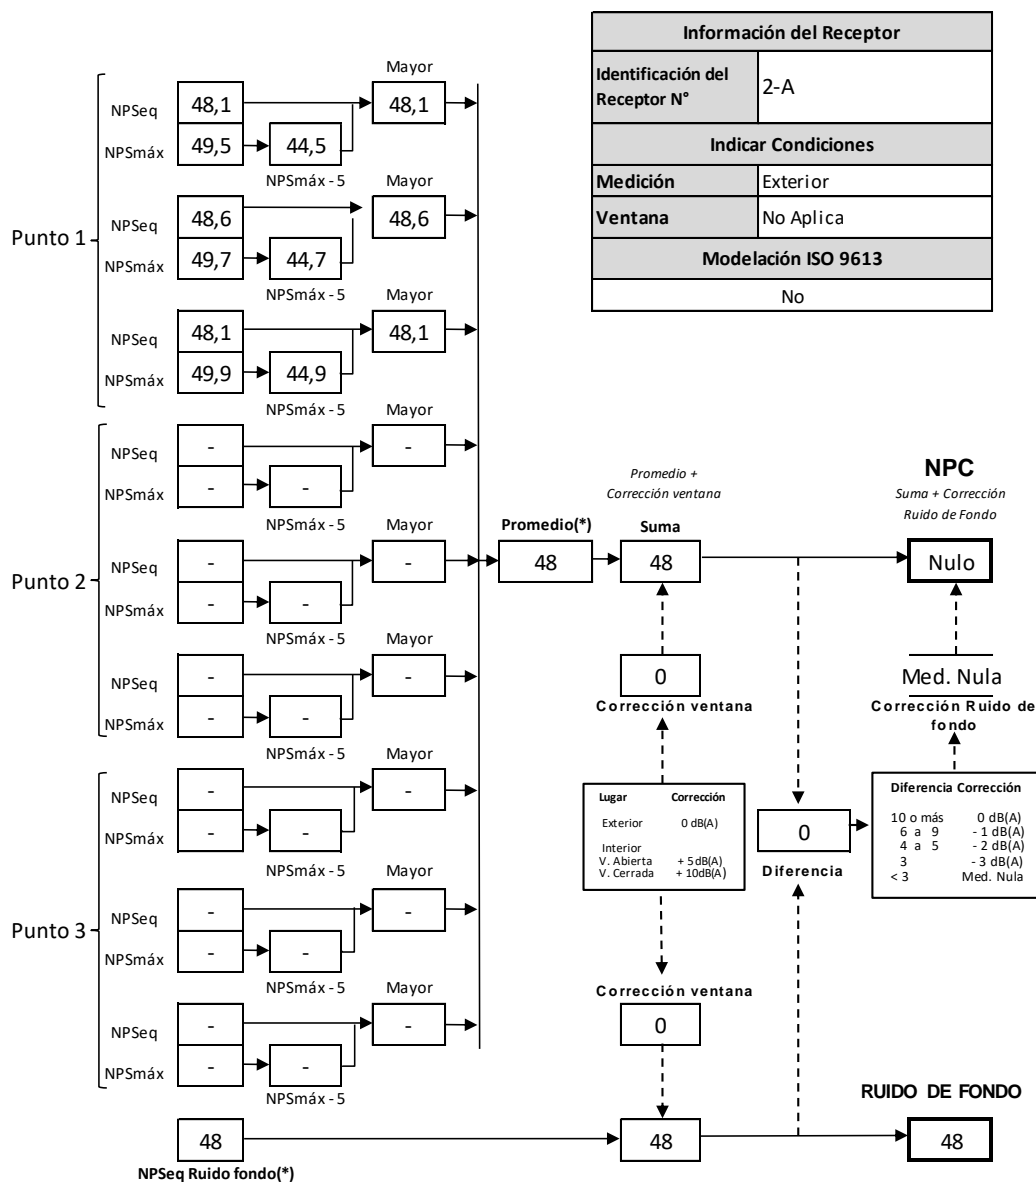 Información del Receptor
Identificación del Receptor N° 2-A
Indicar Condiciones
Medición Exterior
Ventana No Aplica
Modelación ISO 9613
No
Punto 1
Mayor
NPSeq 48,1 48,1
NPSmáx 49,5 44,5
NPSmáx - 5
Mayor
NPSeq 48,6 48,6
NPSmáx 49,7 44,7
NPSmáx - 5
Mayor
NPSeq 48,1 48,1
NPSmáx 49,9 44,9
NPSmáx - 5
Punto 2
Mayor
NPSeq - -
NPSmáx - -
NPSmáx - 5
Mayor
NPSeq - -
NPSmáx - -
NPSmáx - 5
Mayor
NPSeq - -
NPSmáx - -
NPSmáx - 5
Punto 3
Mayor
NPSeq - -
NPSmáx - -
NPSmáx - 5
Mayor
NPSeq - -
NPSmáx - -
NPSmáx - 5
Mayor
NPSeq - -
NPSmáx - -
NPSmáx - 5
Promedio(*)
48
Promedio +
Corrección ventana
Suma
48
0
Corrección ventana
Lugar Corrección
Exterior 0 dB(A)
Interior
V. Abierta + 5dB(A)
V. Cerrada + 10dB(A)
Corrección ventana
0
NPC
Suma + Corrección
Ruido de Fondo
Nulo
Med. Nula
Corrección Ruido de
fondo
0
Diferencia
Diferencia Corrección
10 o más 0 dB(A)
6 a 9 - 1 dB(A)
4 a 5 - 2 dB(A)
3 - 3 dB(A)
< 3 Med. Nula
RUIDO DE FONDO
48 48 48
NPSeq Ruido fondo(*)